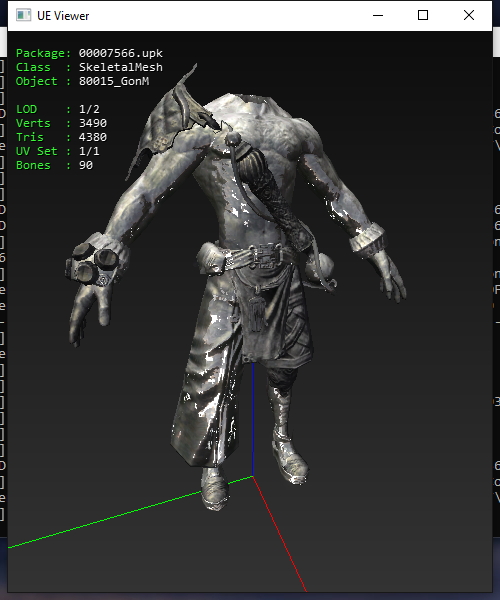 UE Viewer
Package: 00007566.upk
Class  : SkeletalMesh
Object : 80015_GonM
LOD    : 1/2
Verts  : 3490
Tris   : 4380
UV Set : 1/1
Bones  : 90